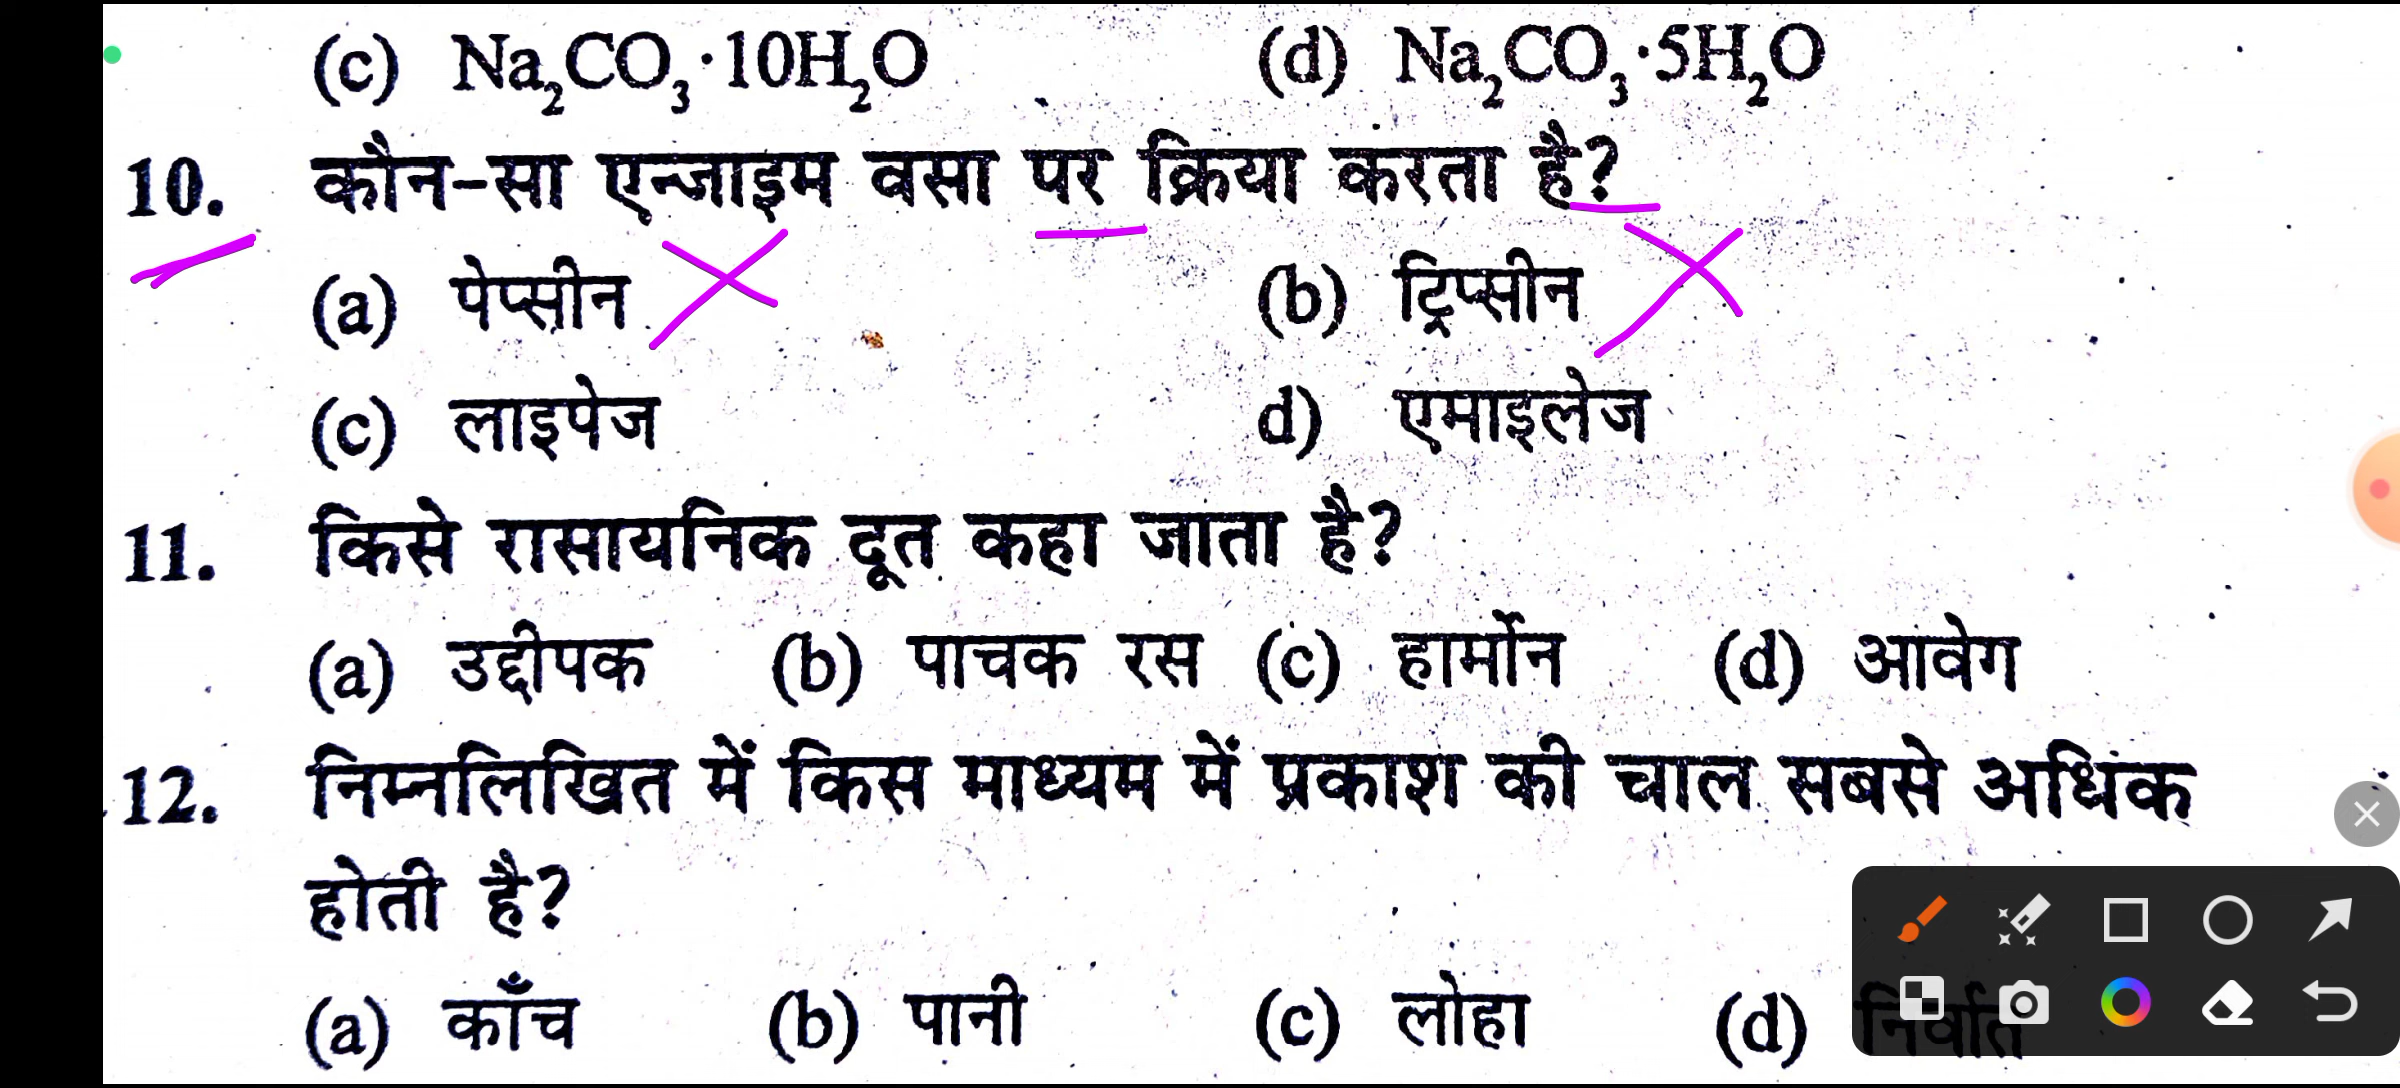 (c) Na₂CO₃·10H₂O (d) Na₂CO₃·5H₂O
10. कौन-सा एन्जाइम वसा पर क्रिया करता है?
(a) पेप्सीन (b) ट्रिप्सीन
(c) लाइपेज d) एमाइलेज
11. किसे रासायनिक दूत कहा जाता है?
(a) उद्दीपक (b) पाचक रस (c) हार्मोन (d) आवेग
12. निम्नलिखित में किस माध्यम में प्रकाश की चाल सबसे अधिक
होती है?
(a) काँच (b) पानी (c) लोहा (d) निर्वात